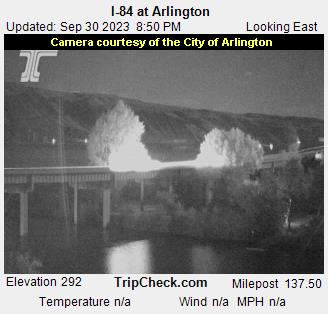 I-84 at Arlington
Updated: Sep 30 2023 8:50 PM Looking East
Camera courtesy of the City of Arlington
Elevation 292 TripCheck.com Milepost 137.50
Temperature n/a Wind n/a MPH n/a